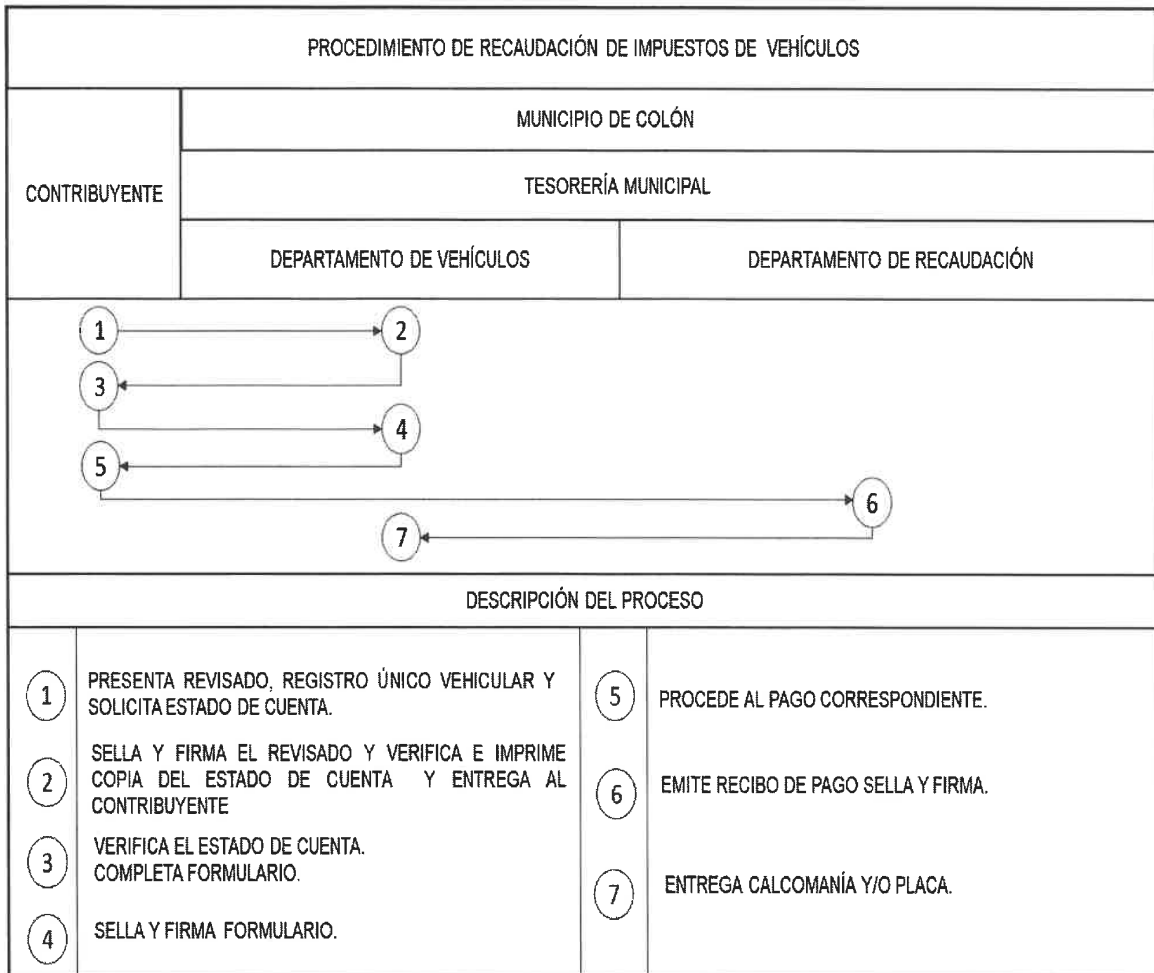 PROCEDIMIENTO DE RECAUDACIÓN DE IMPUESTOS DE VEHÍCULOS
CONTRIBUYENTE
MUNICIPIO DE COLÓN
TESORERÍA MUNICIPAL
DEPARTAMENTO DE VEHÍCULOS
DEPARTAMENTO DE RECAUDACIÓN
1
2
3
4
5
6
7
DESCRIPCIÓN DEL PROCESO
1
PRESENTA REVISADO, REGISTRO ÚNICO VEHICULAR Y
SOLICITA ESTADO DE CUENTA.
2
SELLA Y FIRMA EL REVISADO Y VERIFICA E IMPRIME
COPIA DEL ESTADO DE CUENTA Y ENTREGA AL
CONTRIBUYENTE
3
VERIFICA EL ESTADO DE CUENTA.
COMPLETA FORMULARIO.
4
SELLA Y FIRMA FORMULARIO.
5
PROCEDE AL PAGO CORRESPONDIENTE.
6
EMITE RECIBO DE PAGO SELLA Y FIRMA.
7
ENTREGA CALCOMANÍA Y/O PLACA.